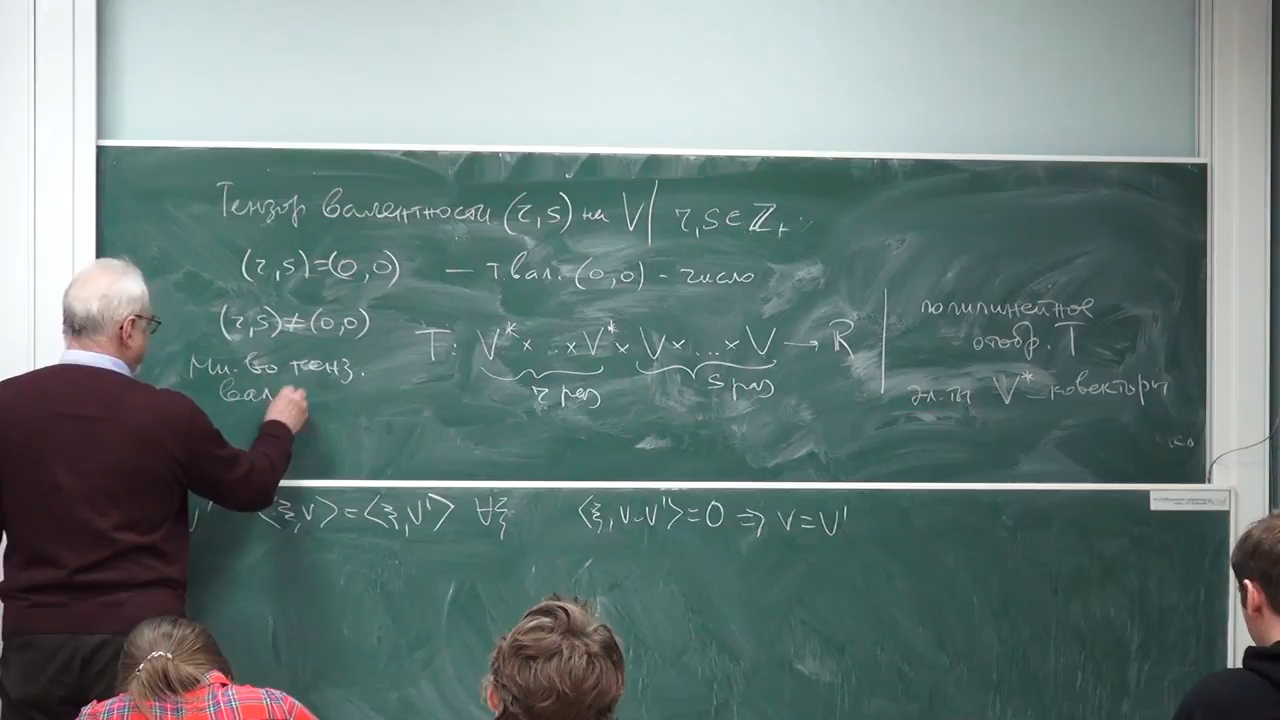 Тензор валентности (r,s) на V | r,s∈ℤ₊
(r,s)=(0,0) — т. вал. (0,0) - число
(r,s)≠(0,0) T: V*×...×V*×V×...×V→ℝ
r раз s раз
полилинейное
отобр. T
эл-ты V* - ковекторы
Мн-во тенз.
вал
⟨ξ,v⟩=⟨ξ,v'⟩ ∀ξ ⟨ξ,v-v'⟩=0 ⇒ v=v'